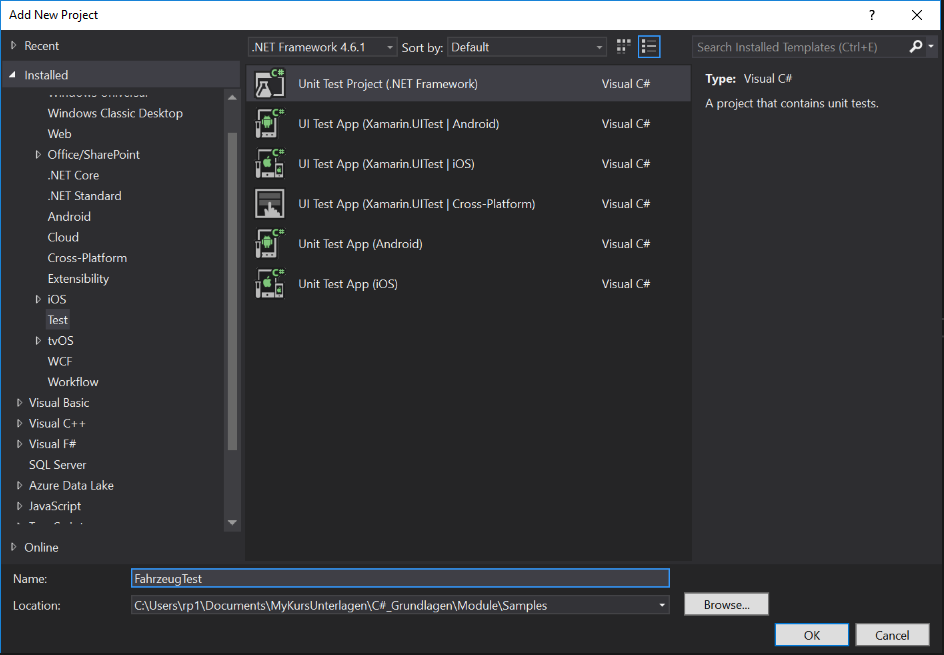 Add New Project
?
Recent
.NET Framework 4.6.1
Sort by:
Default
Search Installed Templates (Ctrl+E)
Installed
Windows Universal
Windows Classic Desktop
Web
Office/SharePoint
.NET Core
.NET Standard
Android
Cloud
Cross-Platform
Extensibility
iOS
Test
tvOS
WCF
Workflow
Visual Basic
Visual C++
Visual F#
SQL Server
Azure Data Lake
JavaScript
Online
Unit Test Project (.NET Framework) Visual C#
UI Test App (Xamarin.UITest | Android) Visual C#
UI Test App (Xamarin.UITest | iOS) Visual C#
UI Test App (Xamarin.UITest | Cross-Platform) Visual C#
Unit Test App (Android) Visual C#
Unit Test App (iOS) Visual C#
Type: Visual C#
A project that contains unit tests.
Name: FahrzeugTest
Location: C:\Users\rp1\Documents\MyKursUnterlagen\C#_Grundlagen\Module\Samples
Browse...
OK
Cancel